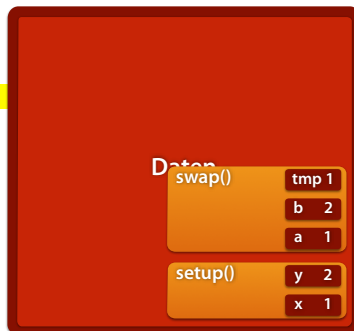 Daten
swap()
tmp 1
b 2
a 1
setup()
y 2
x 1